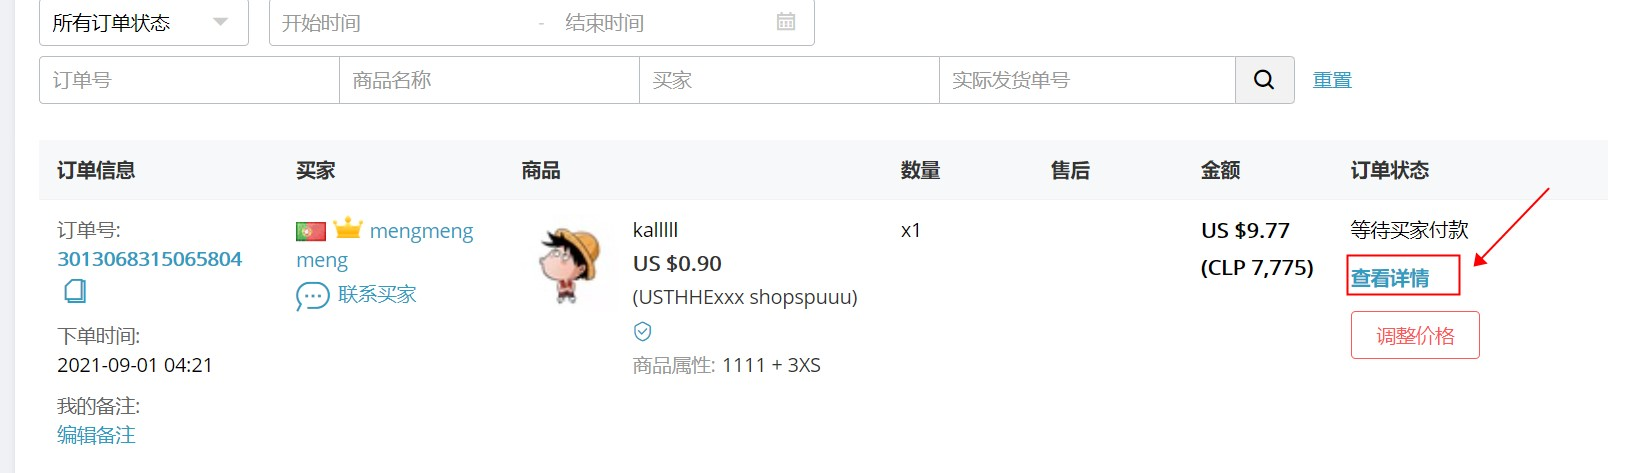 所有订单状态
开始时间 - 结束时间
订单号 商品名称 买家 实际发货单号 重置
订单信息 买家 商品 数量 售后 金额 订单状态
订单号:
3013068315065804
下单时间:
2021-09-01 04:21
我的备注:
编辑备注
mengmeng
meng
联系买家
kalllll
US $0.90
(USTHHExxx shopspuuu)
商品属性: 1111 + 3XS
x1
US $9.77
(CLP 7,775)
等待买家付款
查看详情
调整价格